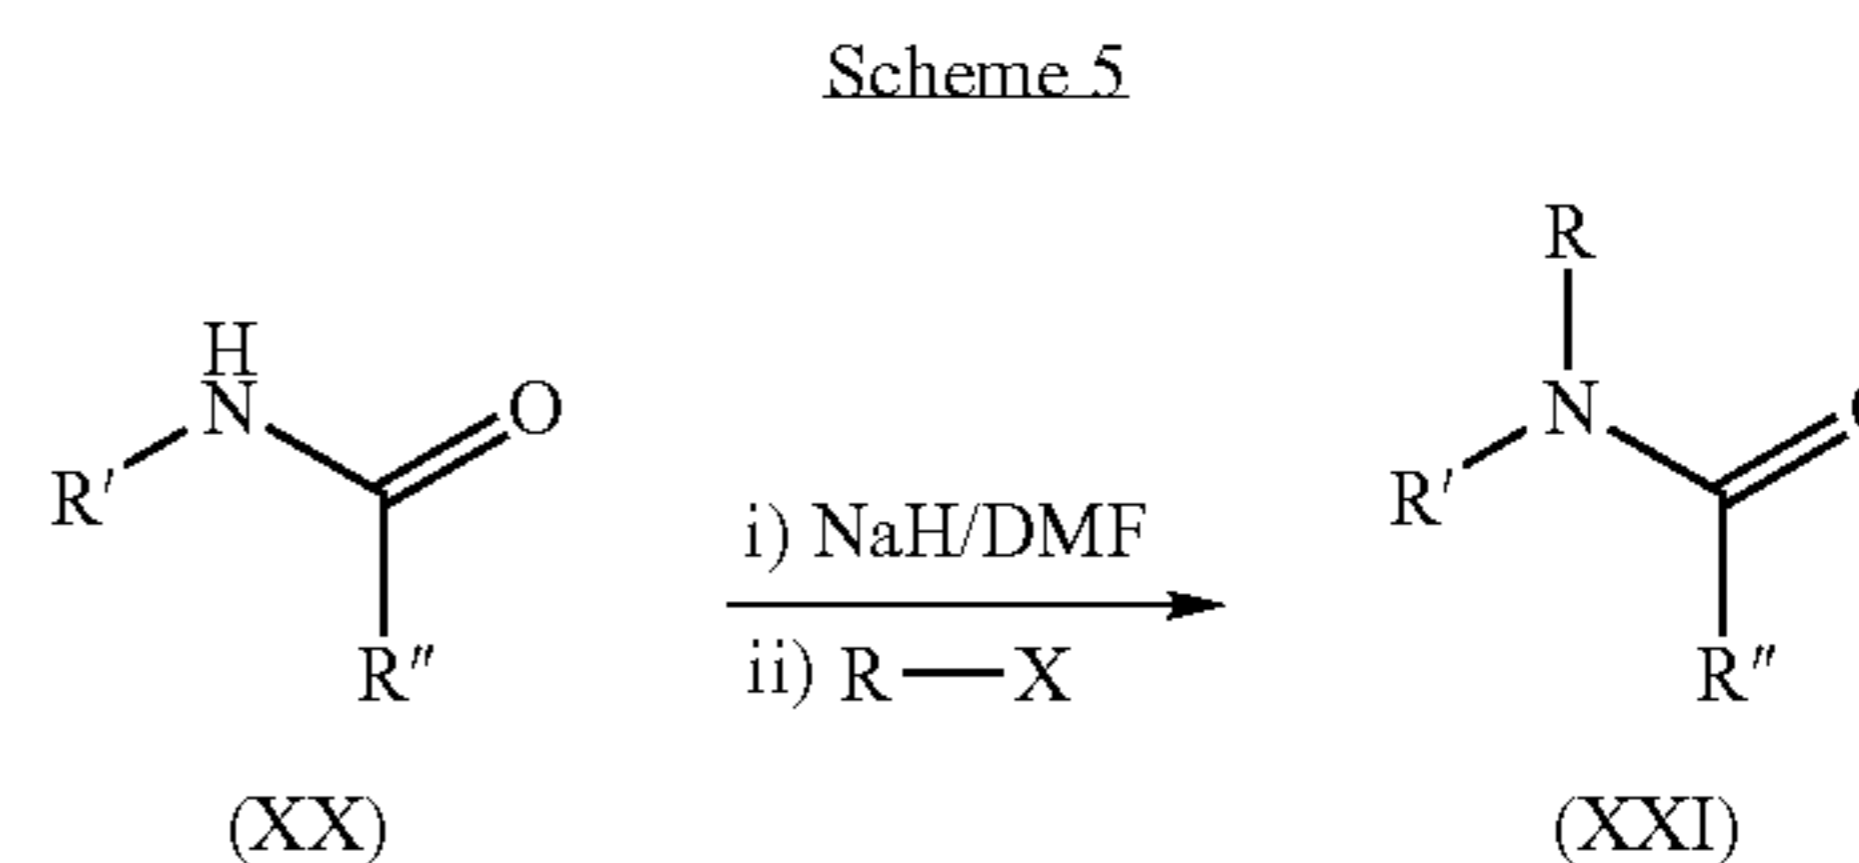 Scheme 5
R
H
N
O
N
R′
R′
i) NaH/DMF
ii) R—X
R″
R″
(XX)
(XXI)